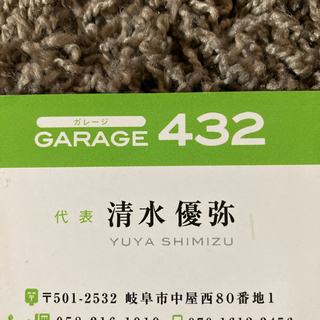 ガレージ
GARAGE 432
代表 清水 優弥
YUYA SHIMIZU
〒501-2532 岐阜市中屋西80番地1